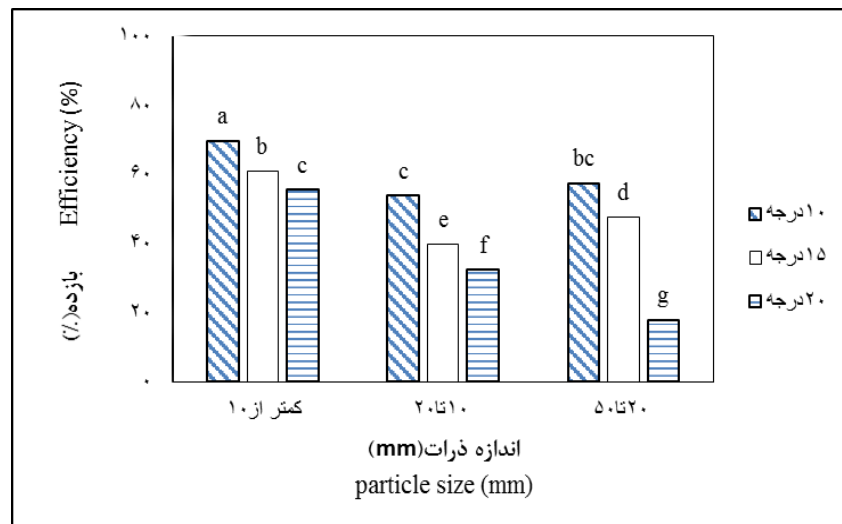 ۱۰۰
۸۰
۶۰
۴۰
۲۰
۰
بازده(٪) Efficiency (%)
a b c
c e f
bc d g
کمتر از۱۰
۱۰تا۲۰
۲۰تا۵۰
اندازه ذرات(mm)
particle size (mm)
۱۰درجه
۱۵درجه
۲۰درجه